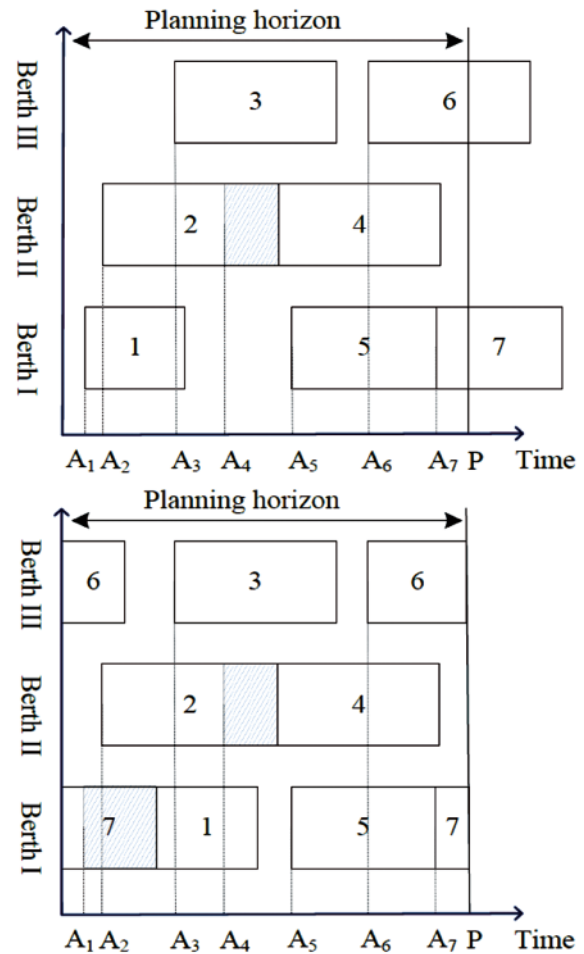 Planning horizon
Berth III
3
6
Berth II
2
4
Berth I
1
5
7
A₁ A₂ A₃ A₄ A₅ A₆ A₇ P Time
Planning horizon
Berth III
6
3
6
Berth II
2
4
Berth I
7
1
5
7
A₁ A₂ A₃ A₄ A₅ A₆ A₇ P Time